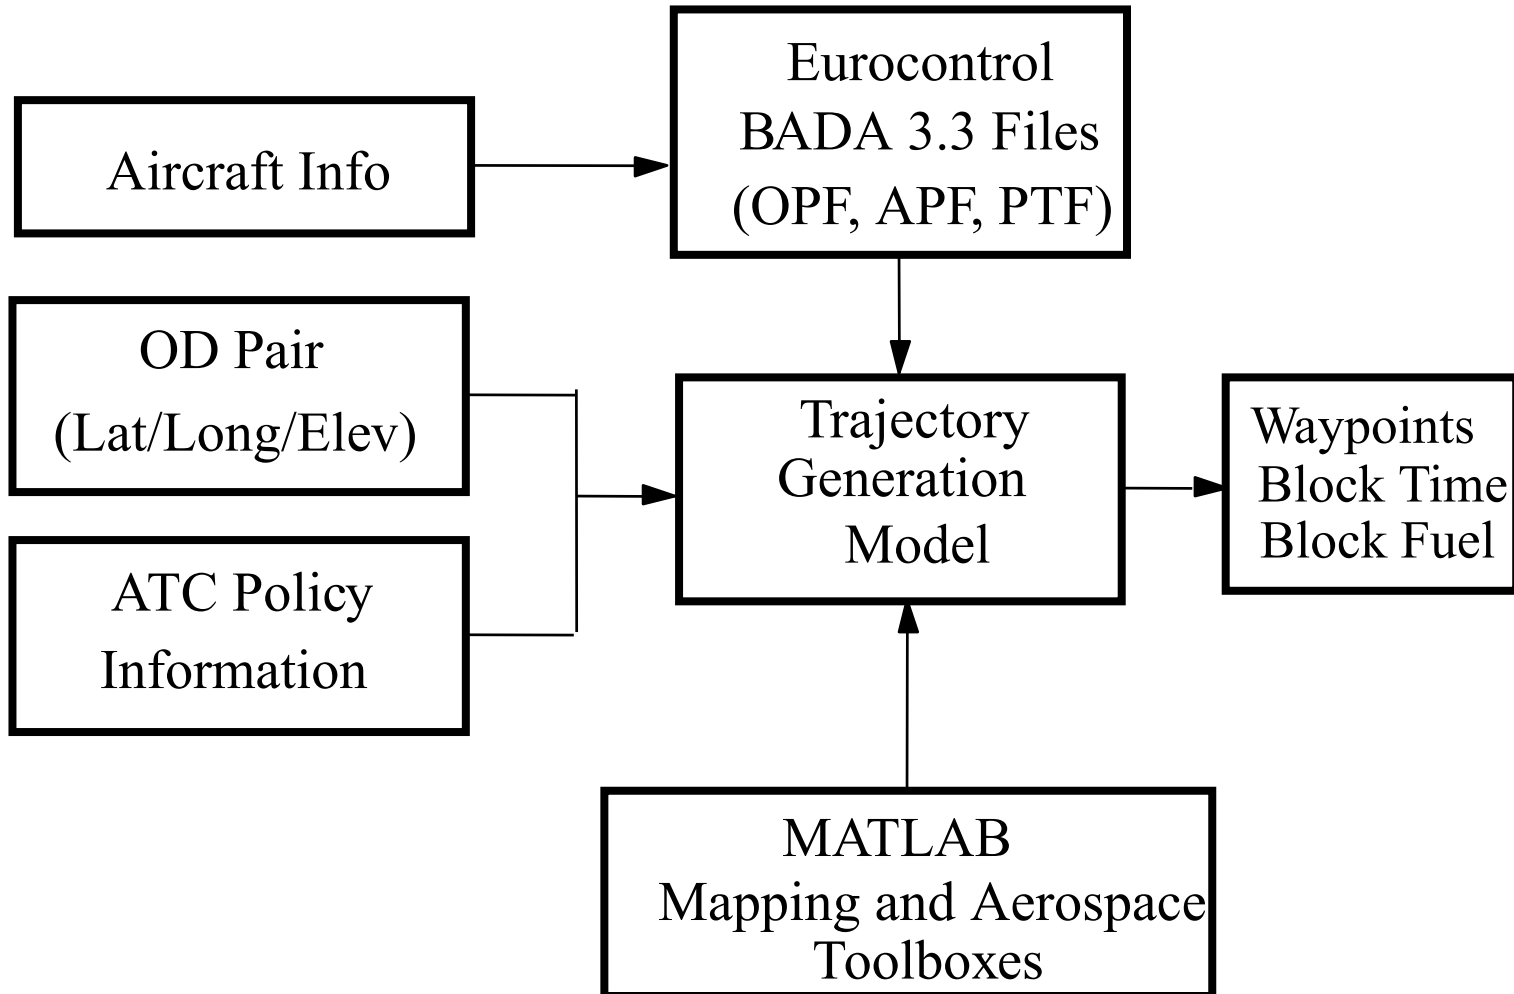 Eurocontrol
BADA 3.3 Files
(OPF, APF, PTF)
Aircraft Info
OD Pair
(Lat/Long/Elev)
ATC Policy
Information
Trajectory
Generation
Model
Waypoints
Block Time
Block Fuel
MATLAB
Mapping and Aerospace
Toolboxes